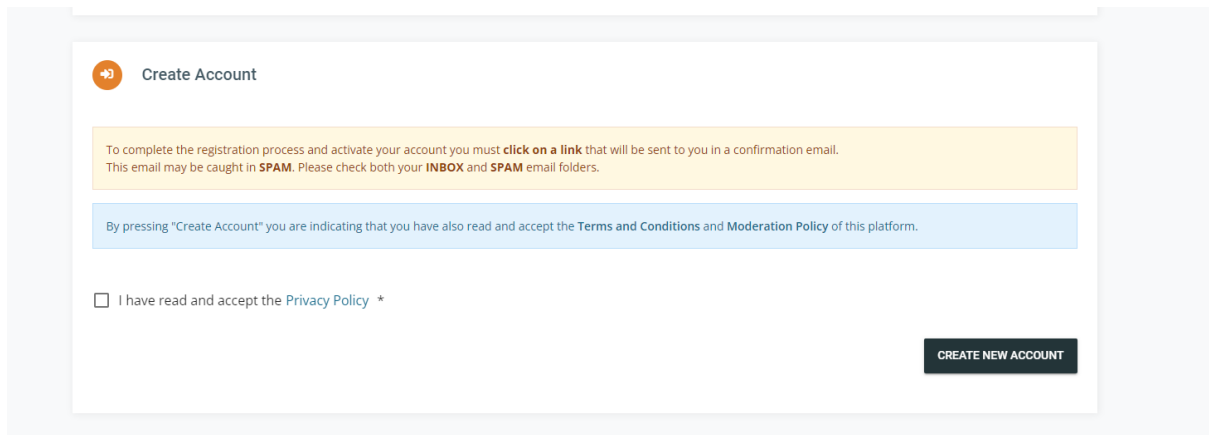 Create Account
To complete the registration process and activate your account you must click on a link that will be sent to you in a confirmation email.
This email may be caught in SPAM. Please check both your INBOX and SPAM email folders.
By pressing "Create Account" you are indicating that you have also read and accept the Terms and Conditions and Moderation Policy of this platform.
I have read and accept the Privacy Policy *
CREATE NEW ACCOUNT